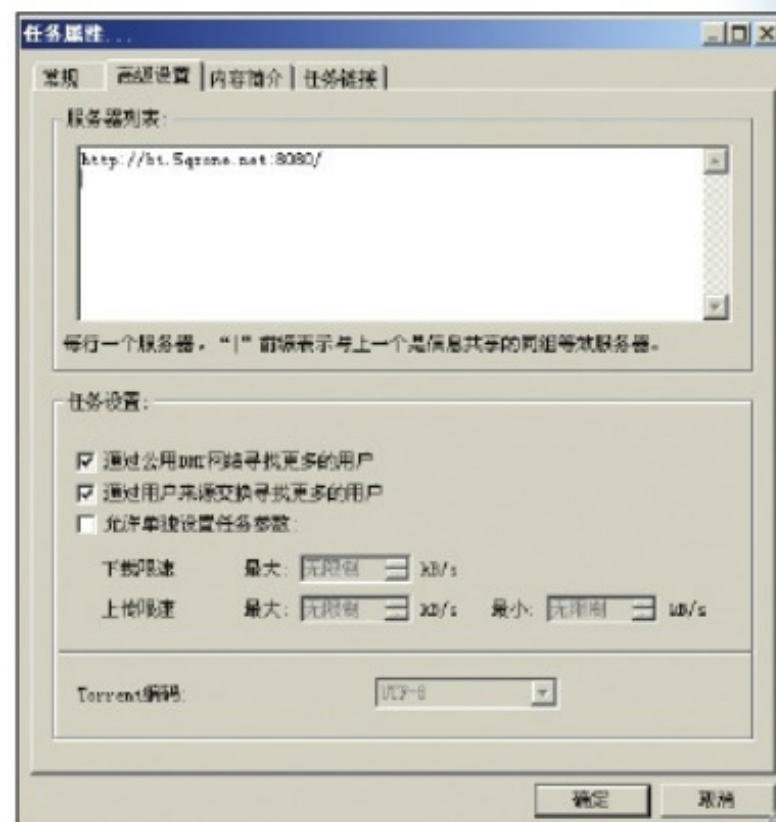 任务属性...
常规 高级设置 内容简介 任务链接
服务器列表:
http://bt.5qzone.net:8080/
每行一个服务器。“|”前缀表示与上一个是信息共享的同组等效服务器。
任务设置:
通过公用DHT网络寻找更多的用户
通过用户来源交换寻找更多的用户
允许单独设置任务参数:
下载限速 最大: 无限制 kB/s
上传限速 最大: 无限制 kB/s 最小: 无限制 kB/s
Torrent编码: UTF-8
确定 取消